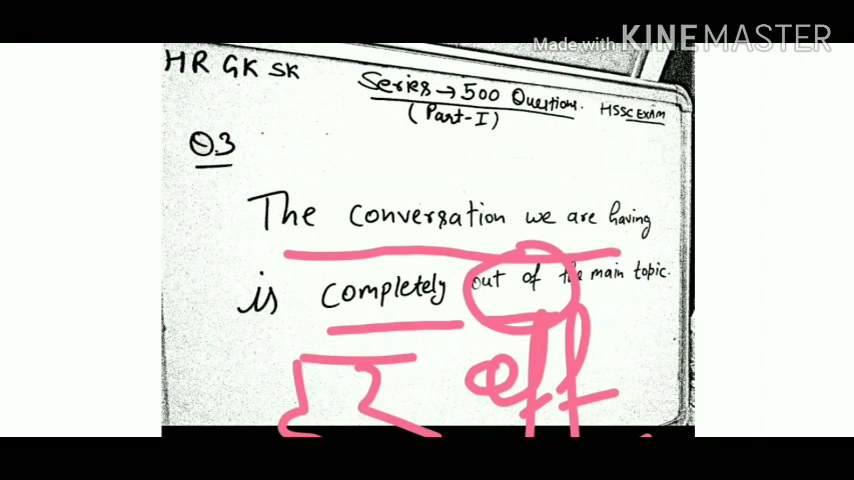 Made with KINEMASTER
HR GK SK
Series → 500 Questions.
HSSC EXAM
(Part-I)
Q.3
The conversation we are having
is completely out of the main topic.
off